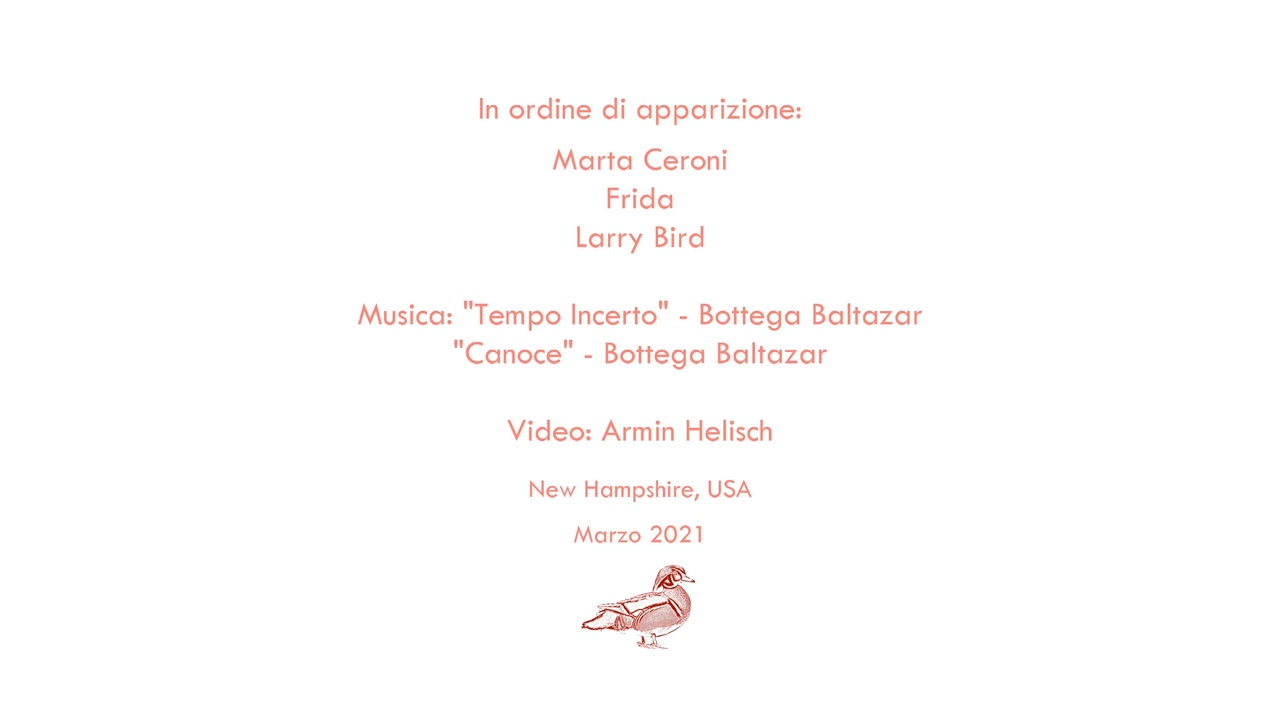 In ordine di apparizione:
Marta Ceroni
Frida
Larry Bird
Musica: "Tempo Incerto" - Bottega Baltazar
"Canoce" - Bottega Baltazar
Video: Armin Helisch
New Hampshire, USA
Marzo 2021